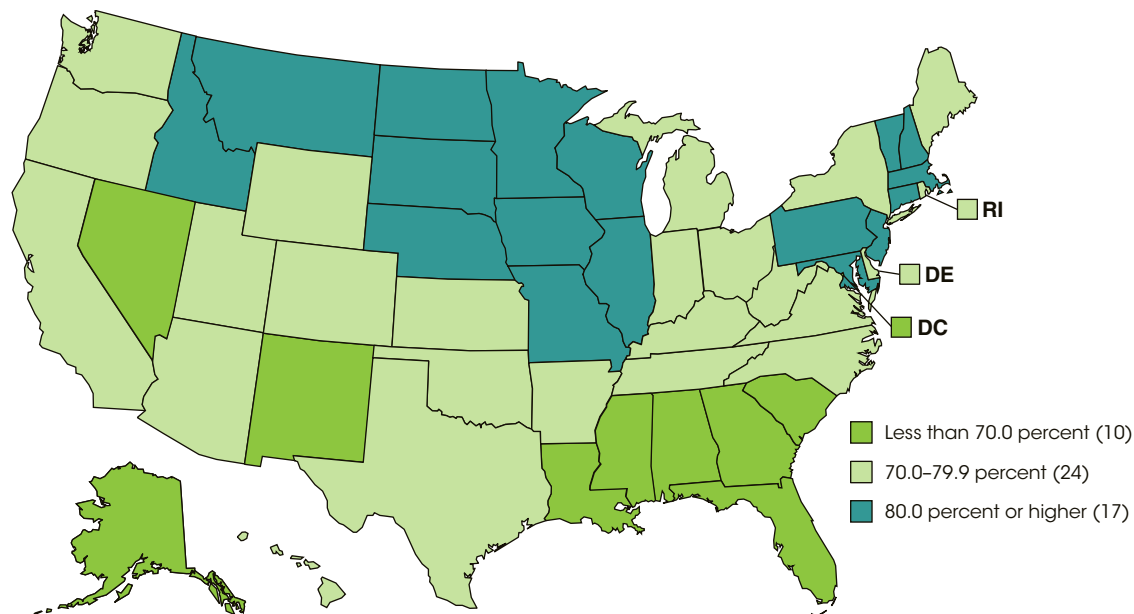 RI
DE
DC
Less than 70.0 percent (10)
70.0–79.9 percent (24)
80.0 percent or higher (17)